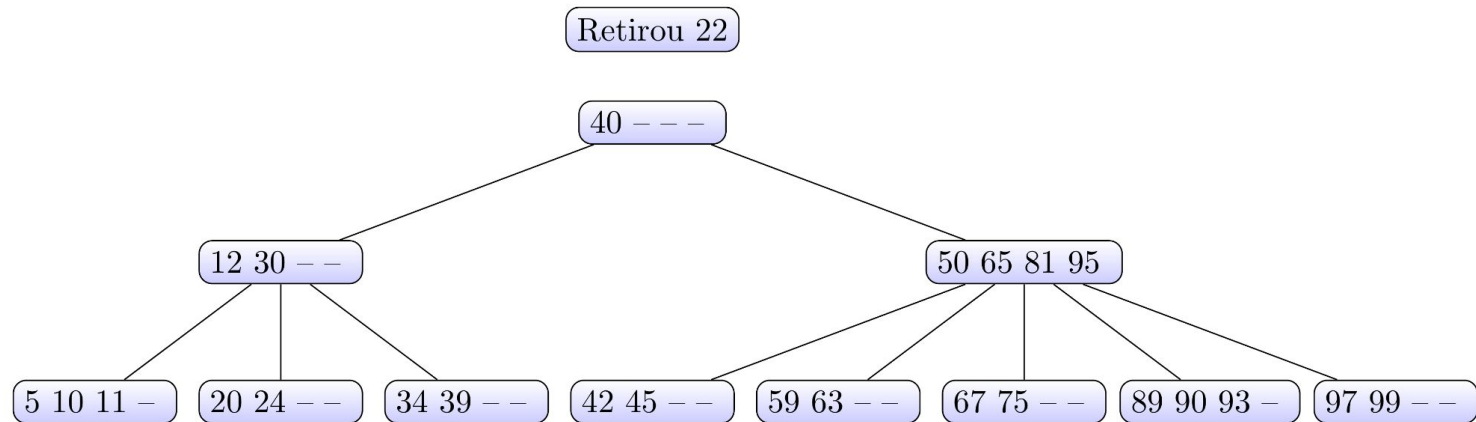 Retirou 22
40 – – –
12 30 – –
50 65 81 95
5 10 11 –
20 24 – –
34 39 – –
42 45 – –
59 63 – –
67 75 – –
89 90 93 –
97 99 – –